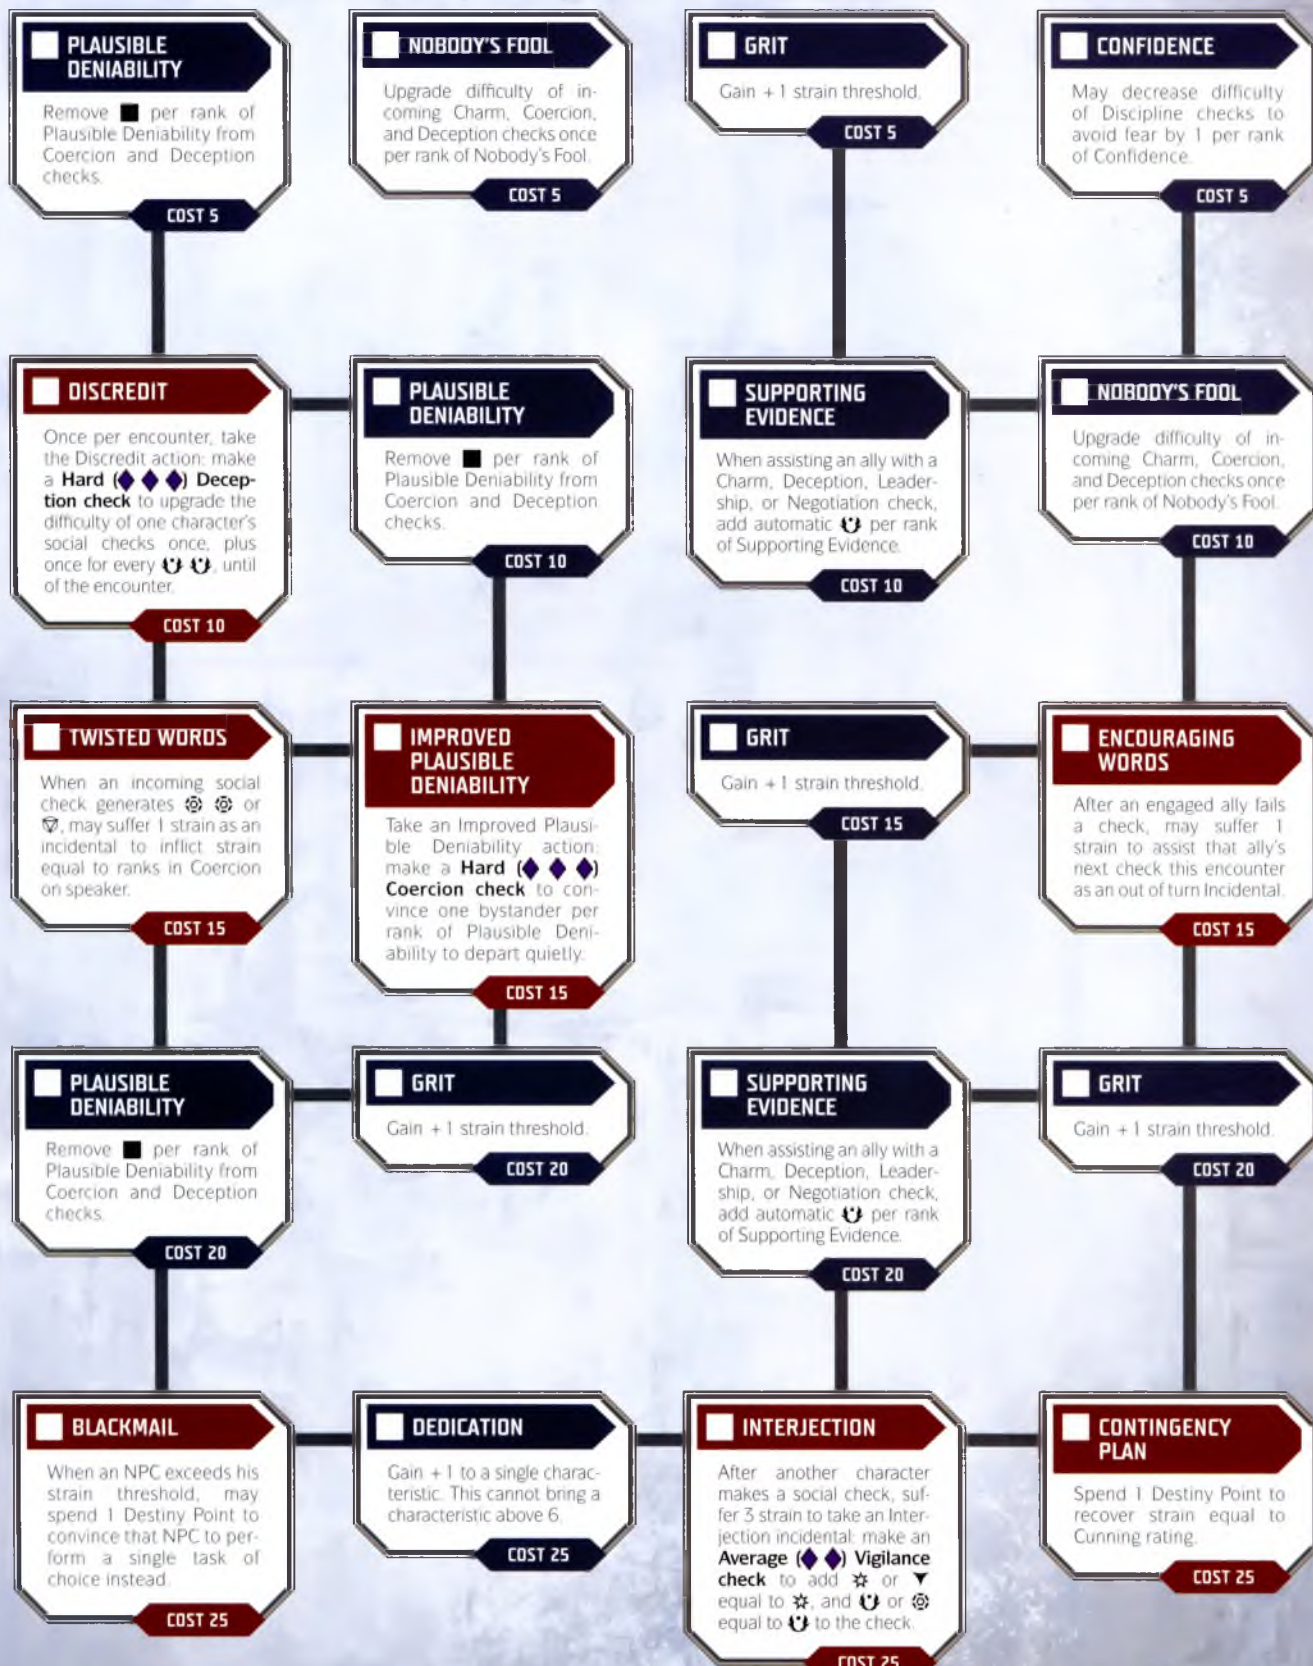 PLAUSIBLE
DENIABILITY
Remove ■ per rank of
Plausible Deniability from
Coercion and Deception
checks.
COST 5
NOBODY'S FOOL
Upgrade difficulty of in-
coming Charm, Coercion,
and Deception checks once
per rank of Nobody's Fool.
COST 5
GRIT
Gain +1 strain threshold.
COST 5
CONFIDENCE
May decrease difficulty
of Discipline checks to
avoid fear by 1 per rank
of Confidence.
COST 5
DISCREDIT
Once per encounter, take
the Discredit action: make
a Hard (◆ ◆ ◆) Decep-
tion check to upgrade the
difficulty of one character's
social checks once, plus
once for every , until
of the encounter.
COST 10
PLAUSIBLE
DENIABILITY
Remove ■ per rank of
Plausible Deniability from
Coercion and Deception
checks.
COST 10
SUPPORTING
EVIDENCE
When assisting an ally with a
Charm, Deception, Leader-
ship, or Negotiation check,
add automatic per rank
of Supporting Evidence.
COST 10
NOBODY'S FOOL
Upgrade difficulty of in-
coming Charm, Coercion,
and Deception checks once
per rank of Nobody's Fool.
COST 10
TWISTED WORDS
When an incoming social
check generates or
, may suffer 1 strain as an
incidental to inflict strain
equal to ranks in Coercion
on speaker.
COST 15
IMPROVED
PLAUSIBLE
DENIABILITY
Take an Improved Plausi-
ble Deniability action:
make a Hard (◆ ◆ ◆)
Coercion check to con-
vince one bystander per
rank of Plausible Deni-
ability to depart quietly.
COST 15
GRIT
Gain +1 strain threshold.
COST 15
ENCOURAGING
WORDS
After an engaged ally fails
a check, may suffer 1
strain to assist that ally's
next check this encounter
as an out of turn Incidental.
COST 15
PLAUSIBLE
DENIABILITY
Remove ■ per rank of
Plausible Deniability from
Coercion and Deception
checks.
COST 20
GRIT
Gain +1 strain threshold.
COST 20
SUPPORTING
EVIDENCE
When assisting an ally with a
Charm, Deception, Leader-
ship, or Negotiation check,
add automatic per rank
of Supporting Evidence.
COST 20
GRIT
Gain +1 strain threshold.
COST 20
BLACKMAIL
When an NPC exceeds his
strain threshold, may
spend 1 Destiny Point to
convince that NPC to per-
form a single task of
choice instead.
COST 25
DEDICATION
Gain +1 to a single charac-
teristic. This cannot bring a
characteristic above 6.
COST 25
INTERJECTION
After another character
makes a social check, suf-
fer 3 strain to take an Inter-
jection incidental: make an
Average (◆ ◆) Vigilance
check to add or ▼
equal to , and or
equal to to the check.
COST 25
CONTINGENCY
PLAN
Spend 1 Destiny Point to
recover strain equal to
Cunning rating.
COST 25